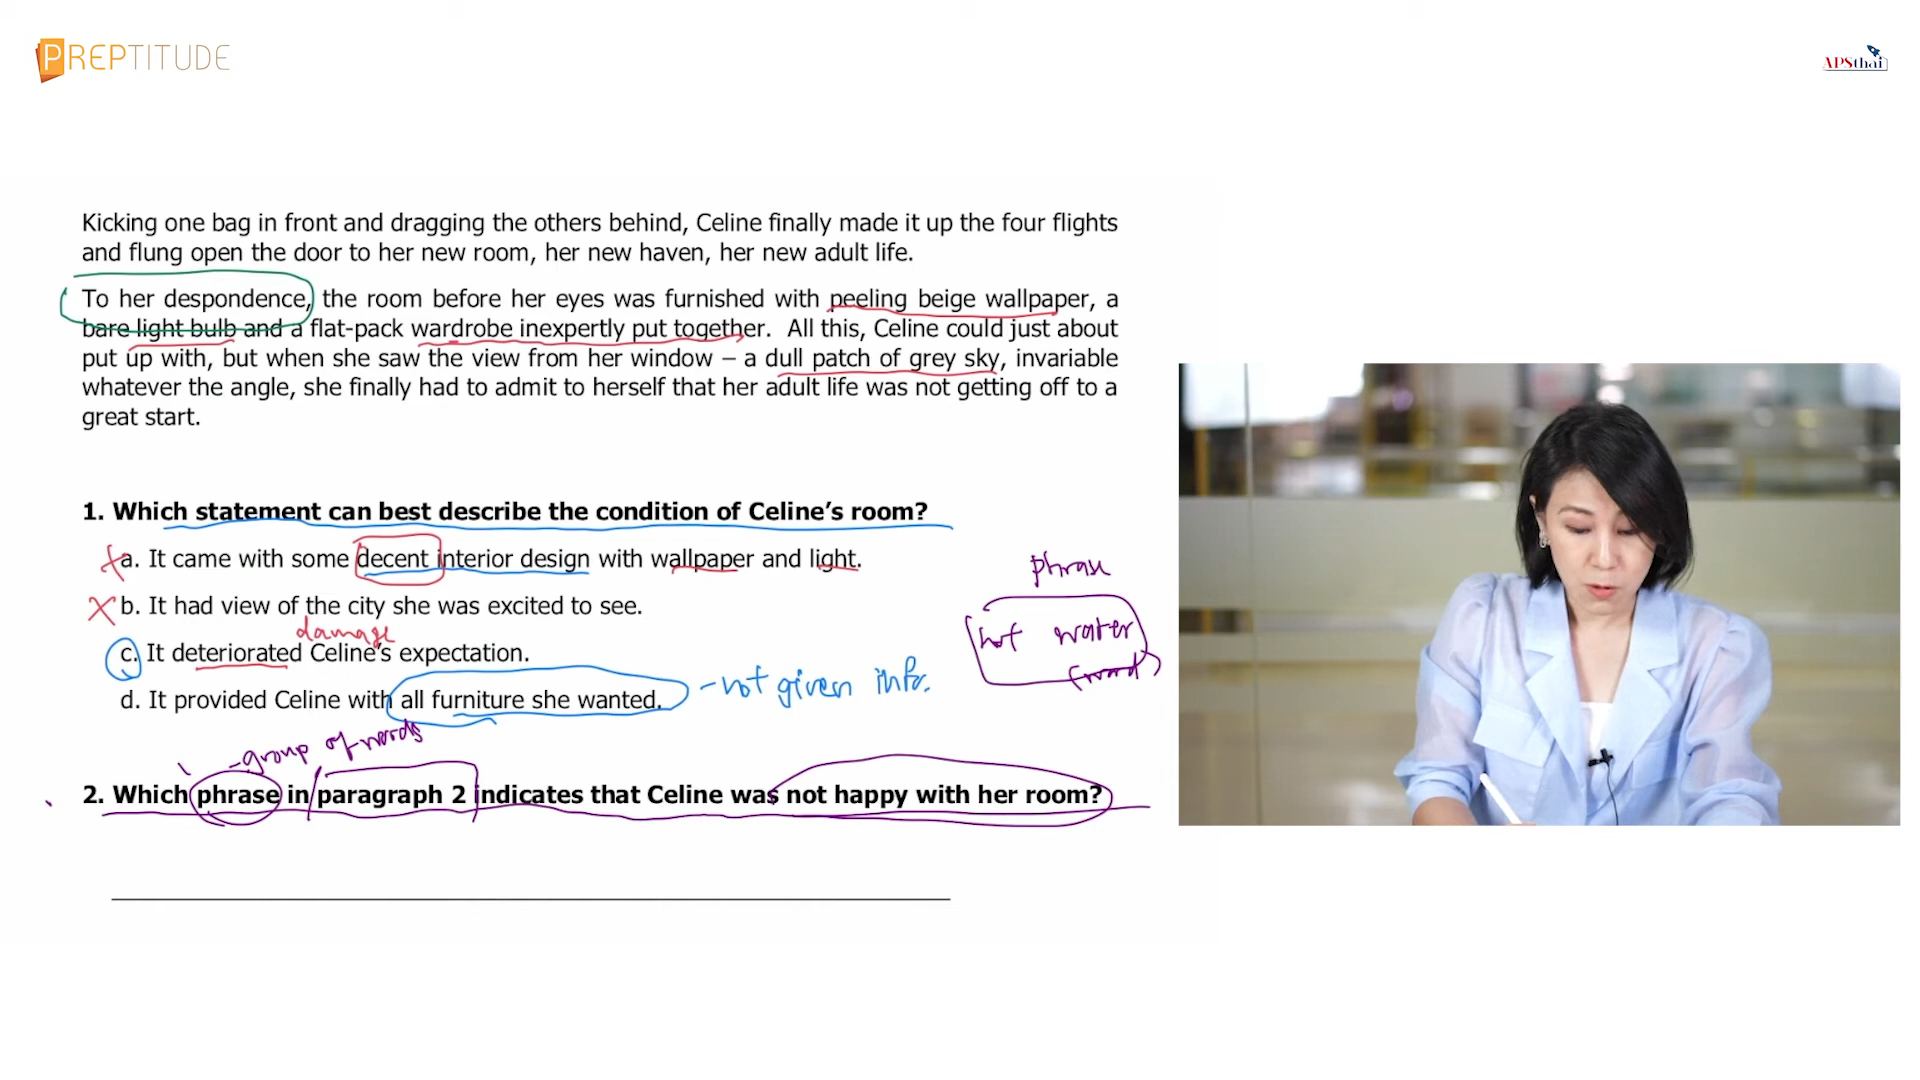 PREPTITUDE
APSthai
Kicking one bag in front and dragging the others behind, Celine finally made it up the four flights
and flung open the door to her new room, her new haven, her new adult life.
To her despondence, the room before her eyes was furnished with peeling beige wallpaper, a
bare light bulb and a flat-pack wardrobe inexpertly put together. All this, Celine could just about
put up with, but when she saw the view from her window – a dull patch of grey sky, invariable
whatever the angle, she finally had to admit to herself that her adult life was not getting off to a
great start.
1. Which statement can best describe the condition of Celine's room?
a. It came with some decent interior design with wallpaper and light.
b. It had view of the city she was excited to see.
damage
c. It deteriorated Celine's expectation.
d. It provided Celine with all furniture she wanted.
- not given info.
phrase
hot water
(word)
- group of words
2. Which phrase in paragraph 2 indicates that Celine was not happy with her room?